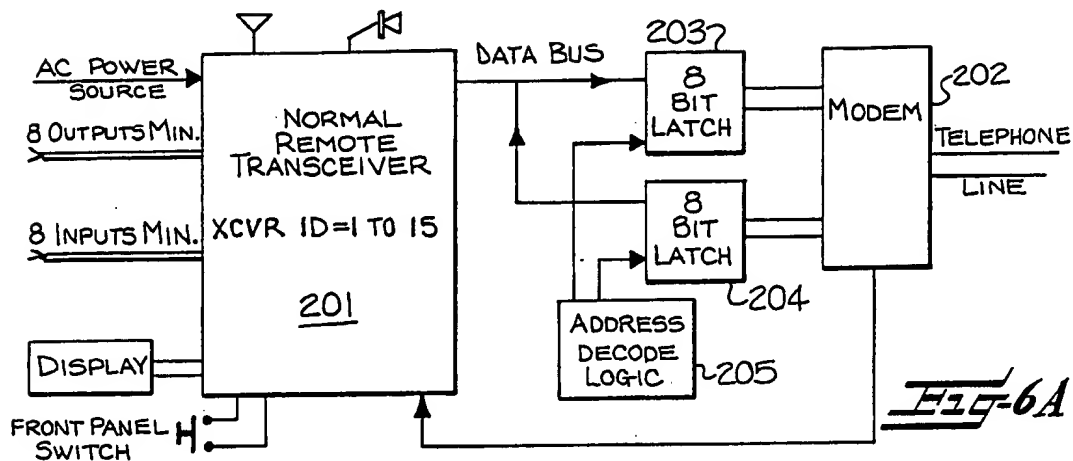 AC POWER
SOURCE
8 OUTPUTS MIN.
8 INPUTS MIN.
DISPLAY
FRONT PANEL
SWITCH
NORMAL
REMOTE
TRANSCEIVER
XCVR ID=1 TO 15
201
DATA BUS
203
8
BIT
LATCH
8
BIT
LATCH
204
ADDRESS
DECODE
LOGIC
205
MODEM
202
TELEPHONE
LINE
FIG-6A